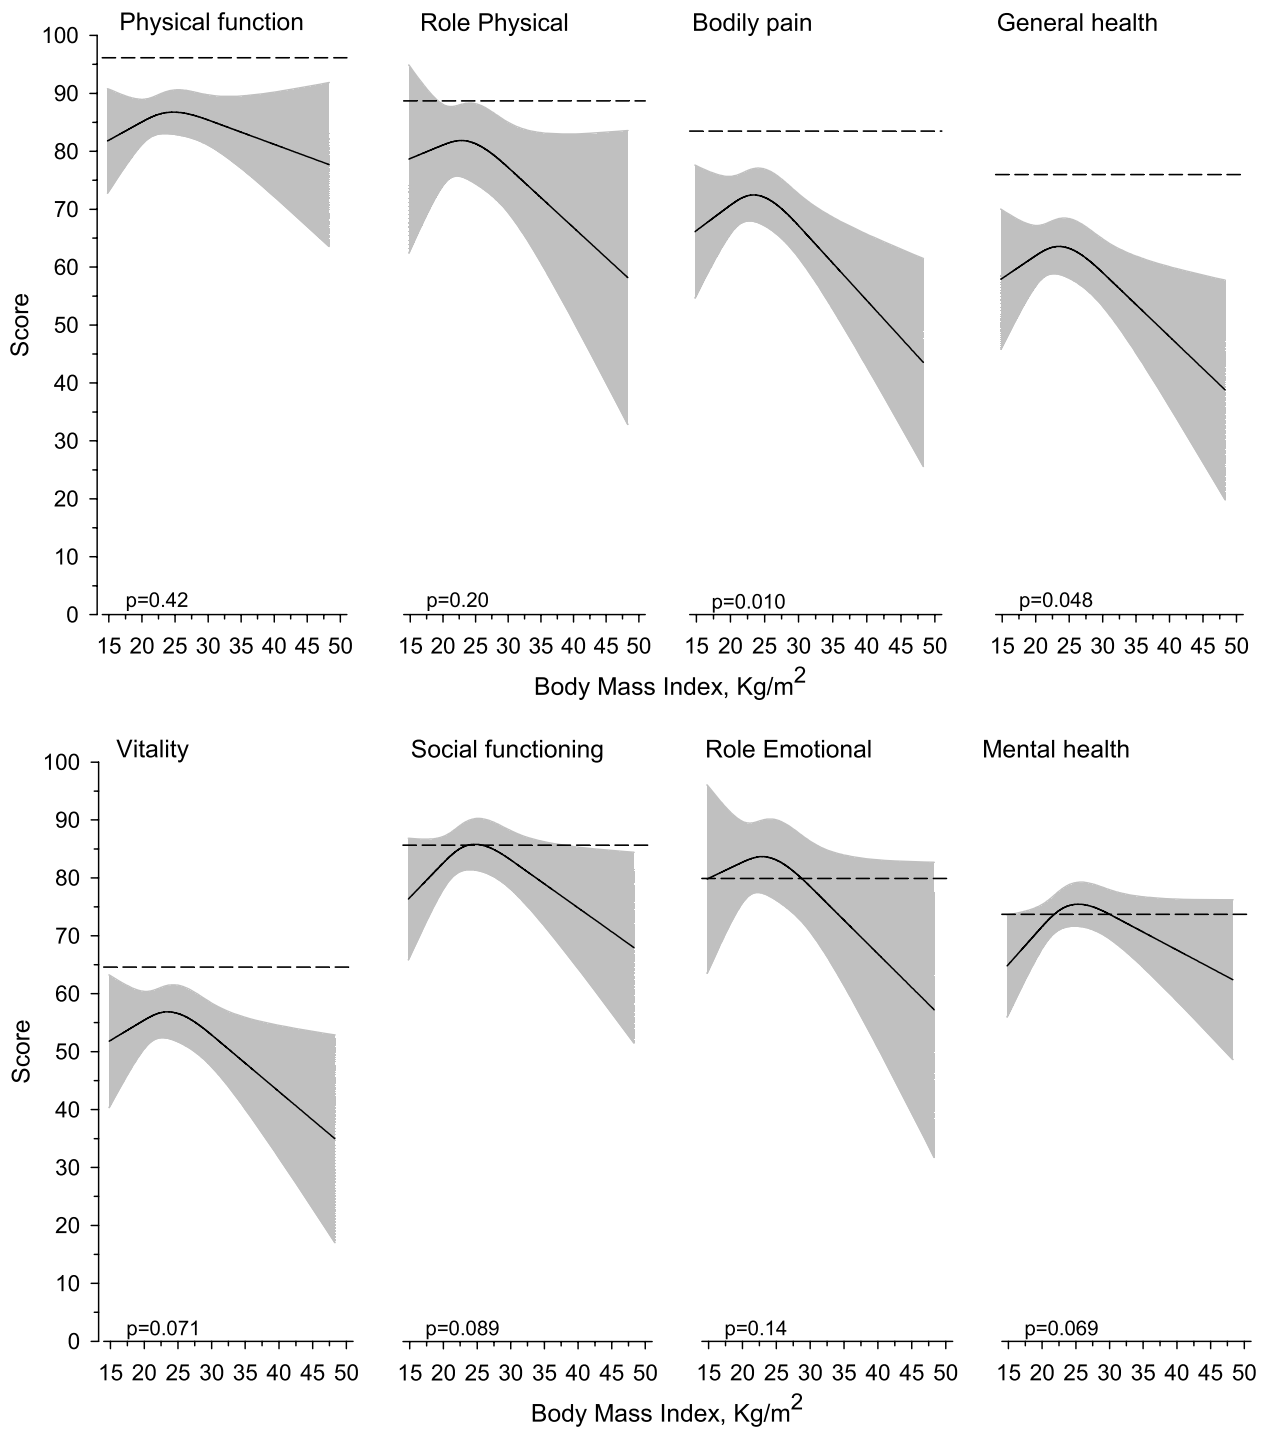 Physical function Role Physical Bodily pain General health
100
90
80
70
60
50
40
30
20
10
0
Score
p=0.42 p=0.20 p=0.010 p=0.048
15 20 25 30 35 40 45 50 15 20 25 30 35 40 45 50 15 20 25 30 35 40 45 50 15 20 25 30 35 40 45 50
Body Mass Index, Kg/m2
Vitality Social functioning Role Emotional Mental health
100
90
80
70
60
50
40
30
20
10
0
Score
p=0.071 p=0.089 p=0.14 p=0.069
15 20 25 30 35 40 45 50 15 20 25 30 35 40 45 50 15 20 25 30 35 40 45 50 15 20 25 30 35 40 45 50
Body Mass Index, Kg/m2